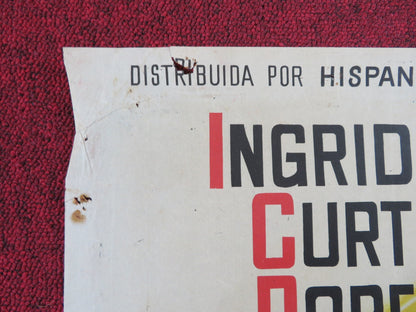 DISTRIBUIDA POR HISPAN
INGRID
CURT